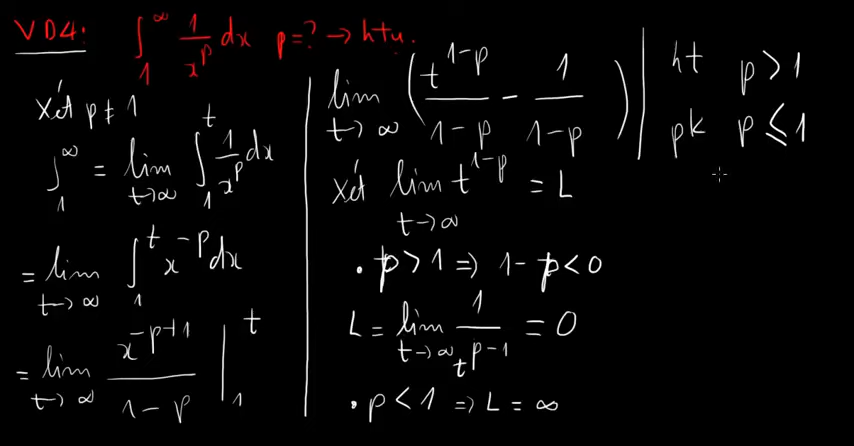 VD4. ∫₁^∞ 1/x^p dx p=? → htụ.
Xét p ≠ 1
∫₁^∞ = lim_{t→∞} ∫₁^t 1/x^p dx
= lim_{t→∞} ∫₁^t x^{-p} dx
= lim_{t→∞} x^{-p+1}/(1-p) |₁^t
lim_{t→∞} ( t^{1-p}/(1-p) - 1/(1-p) )
Xét lim_{t→∞} t^{1-p} = L
• p > 1 => 1-p < 0
L = lim_{t→∞} 1/t^{p-1} = 0
• p < 1 => L = ∞
ht p > 1
pk p ≤ 1